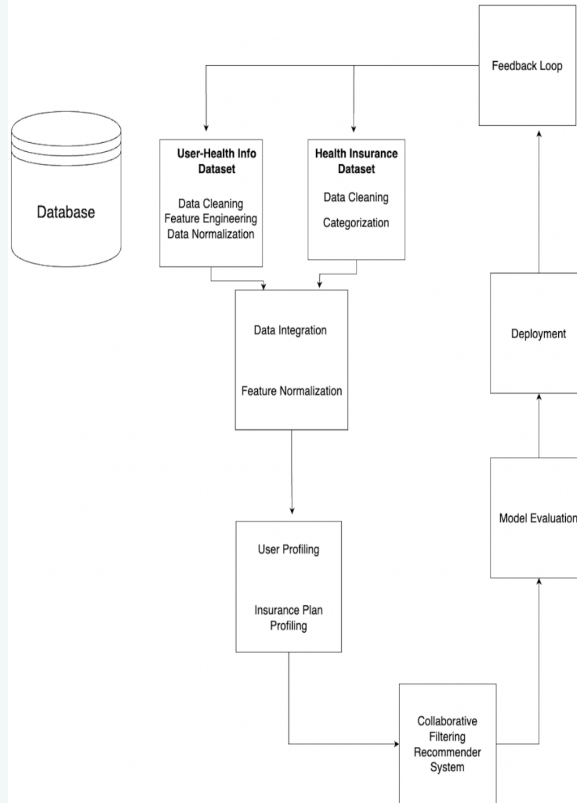 Feedback Loop
Database
User-Health Info
Dataset
Data Cleaning
Feature Engineering
Data Normalization
Health Insurance
Dataset
Data Cleaning
Categorization
Data Integration
Feature Normalization
Deployment
Model Evaluation
User Profiling
Insurance Plan
Profiling
Collaborative
Filtering
Recommender
System